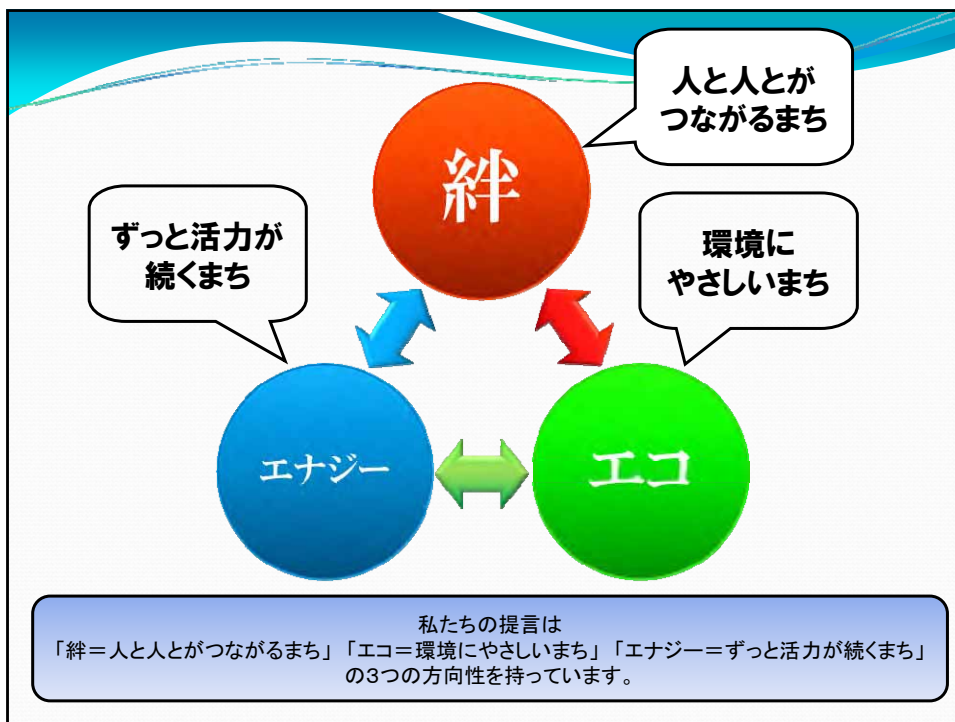 人と人とが
つながるまち
絆
ずっと活力が
続くまち
環境に
やさしいまち
エナジー
エコ
私たちの提言は
「絆＝人と人とがつながるまち」「エコ＝環境にやさしいまち」「エナジー＝ずっと活力が続くまち」
の３つの方向性を持っています。